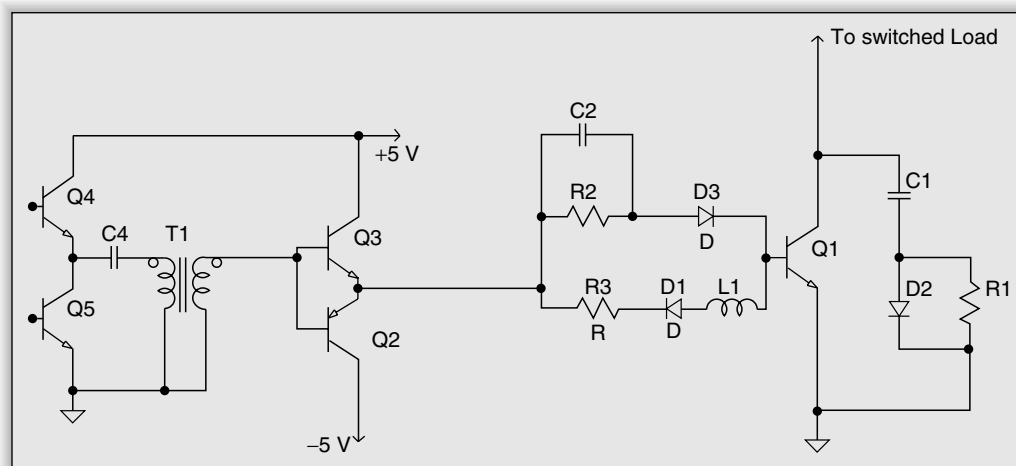 To switched Load
C2
+5 V
Q4
R2
D3
C1
C4
T1
Q3
D
Q1
Q5
R3
D1
L1
D2
R1
R
D
Q2
−5 V